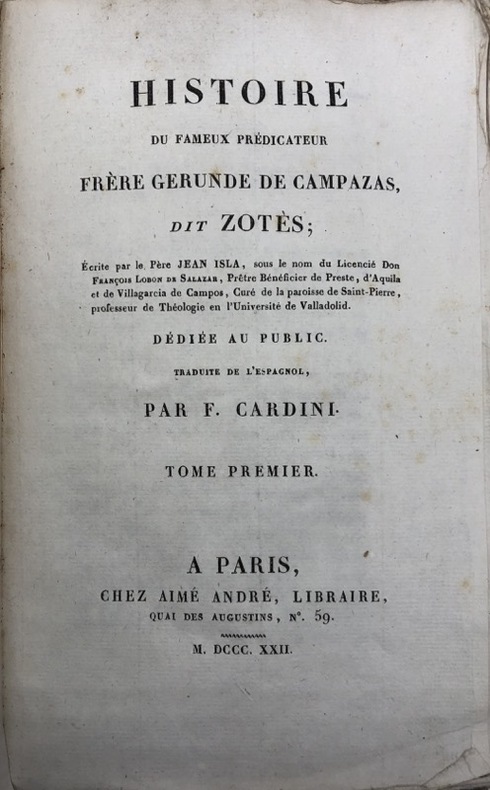 HISTOIRE
DU FAMEUX PRÉDICATEUR
FRÈRE GERUNDE DE CAMPAZAS,
DIT ZOTÈS;
Écrite par le Père JEAN ISLA, sous le nom du Licencié Don
FRANÇOIS LOBON DE SALAZAR, Prêtre Bénéficier de Preste, d'Aquila
et de Villagarcia de Campos, Curé de la paroisse de Saint-Pierre,
professeur de Théologie en l'Université de Valladolid.
DÉDIÉE AU PUBLIC.
TRADUITE DE L'ESPAGNOL,
PAR F. CARDINI.
TOME PREMIER.
A PARIS,
CHEZ AIMÉ ANDRÉ, LIBRAIRE,
QUAI DES AUGUSTINS, N°. 59.
M. DCCC. XXII.